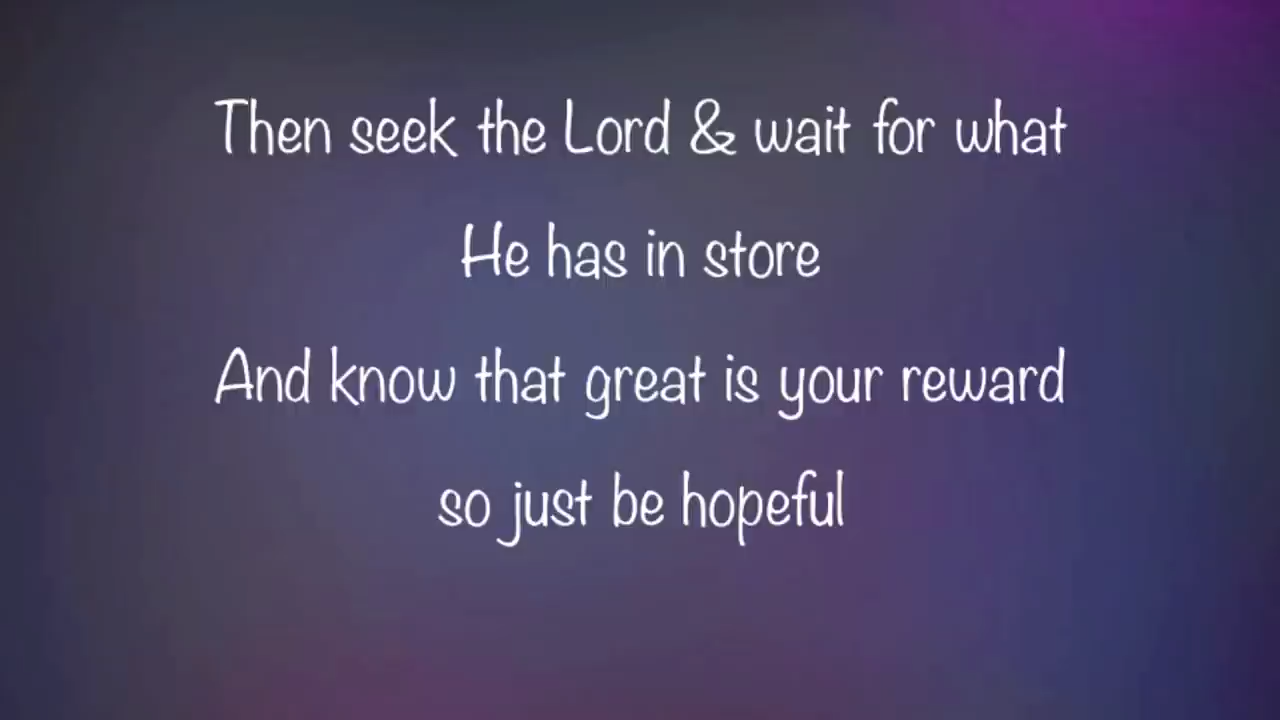 Then seek the Lord & wait for what
He has in store
And know that great is your reward
so just be hopeful